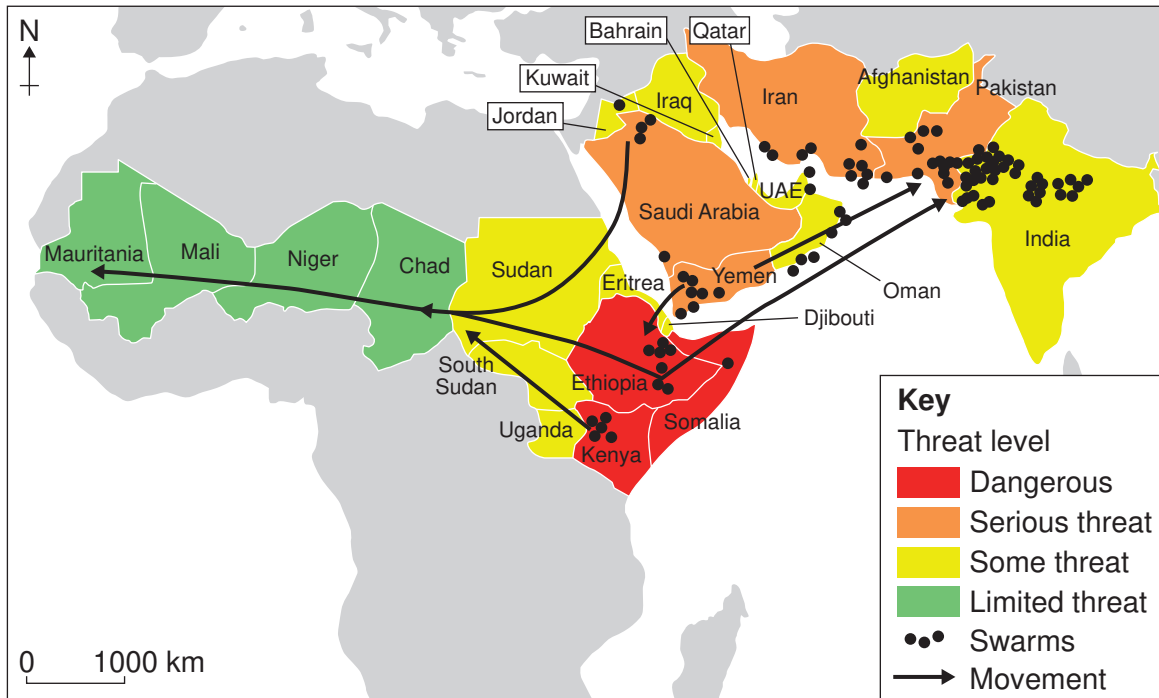 N
Bahrain
Qatar
Kuwait
Jordan
Iraq
Iran
Afghanistan
Pakistan
UAE
Saudi Arabia
India
Mauritania
Mali
Niger
Chad
Sudan
Eritrea
Yemen
Oman
Djibouti
South
Sudan
Ethiopia
Uganda
Somalia
Kenya
Key
Threat level
Dangerous
Serious threat
Some threat
Limited threat
Swarms
Movement
0 1000 km